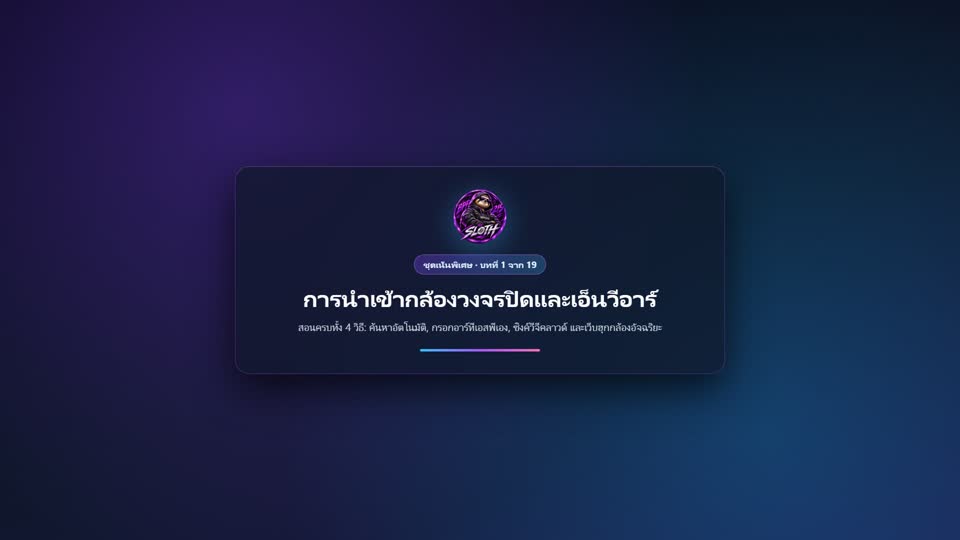 SLOTH
ชุดเน้นพิเศษ · บทที่ 1 จาก 19
การนำเข้ากล้องวงจรปิดและเอ็นวีอาร์
สอนครบทั้ง 4 วิธี: ค้นหาอัตโนมัติ, กรอกอาร์ทีเอสพีเอง, ซิงค์วีจีคลาวด์ และเว็บฮุกกล้องอัจฉริยะ